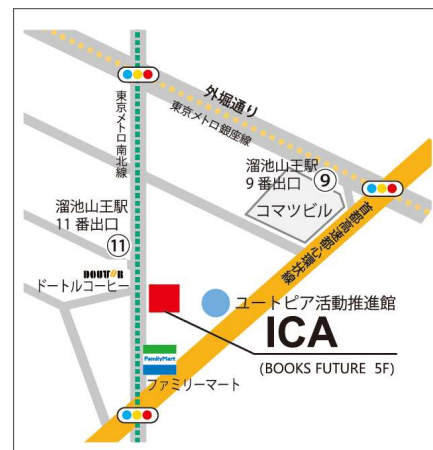 外堀通り
東京メトロ銀座線
東京メトロ南北線
溜池山王駅
9番出口
9
コマツビル
首都高速都心環状線
溜池山王駅
11番出口
11
DOUTOR
ドートルコーヒー
ユートピア活動推進館
ICA
(BOOKS FUTURE 5F)
FamilyMart
ファミリーマート